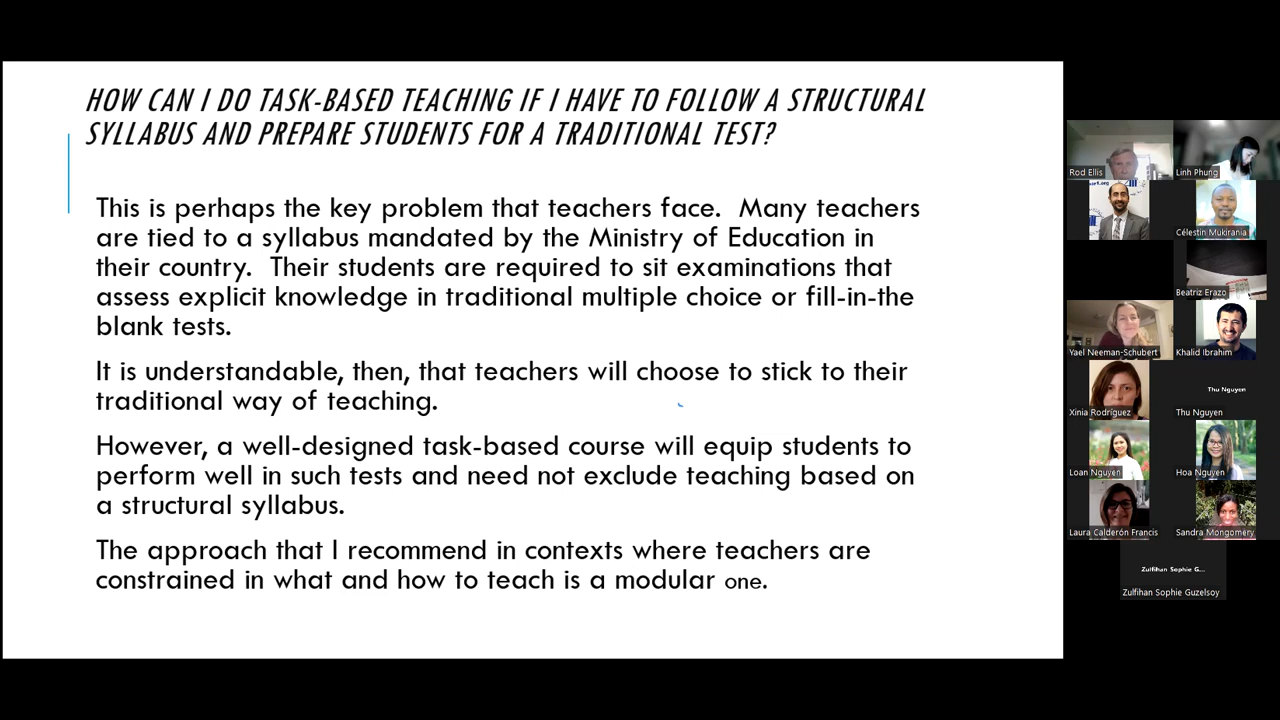 HOW CAN I DO TASK-BASED TEACHING IF I HAVE TO FOLLOW A STRUCTURAL
SYLLABUS AND PREPARE STUDENTS FOR A TRADITIONAL TEST?
This is perhaps the key problem that teachers face. Many teachers
are tied to a syllabus mandated by the Ministry of Education in
their country. Their students are required to sit examinations that
assess explicit knowledge in traditional multiple choice or fill-in-the
blank tests.
It is understandable, then, that teachers will choose to stick to their
traditional way of teaching.
However, a well-designed task-based course will equip students to
perform well in such tests and need not exclude teaching based on
a structural syllabus.
The approach that I recommend in contexts where teachers are
constrained in what and how to teach is a modular one.
Rod Ellis
Linh Phung
Célestin Mukirania
Beatriz Erazo
Yael Neeman-Schubert
Khalid Ibrahim
Xinia Rodríguez
Thu Nguyen
Thu Nguyen
Loan Nguyen
Hoa Nguyen
Laura Calderón Francis
Sandra Mongomery
Zulfihan Sophie G...
Zulfihan Sophie Guzelsoy